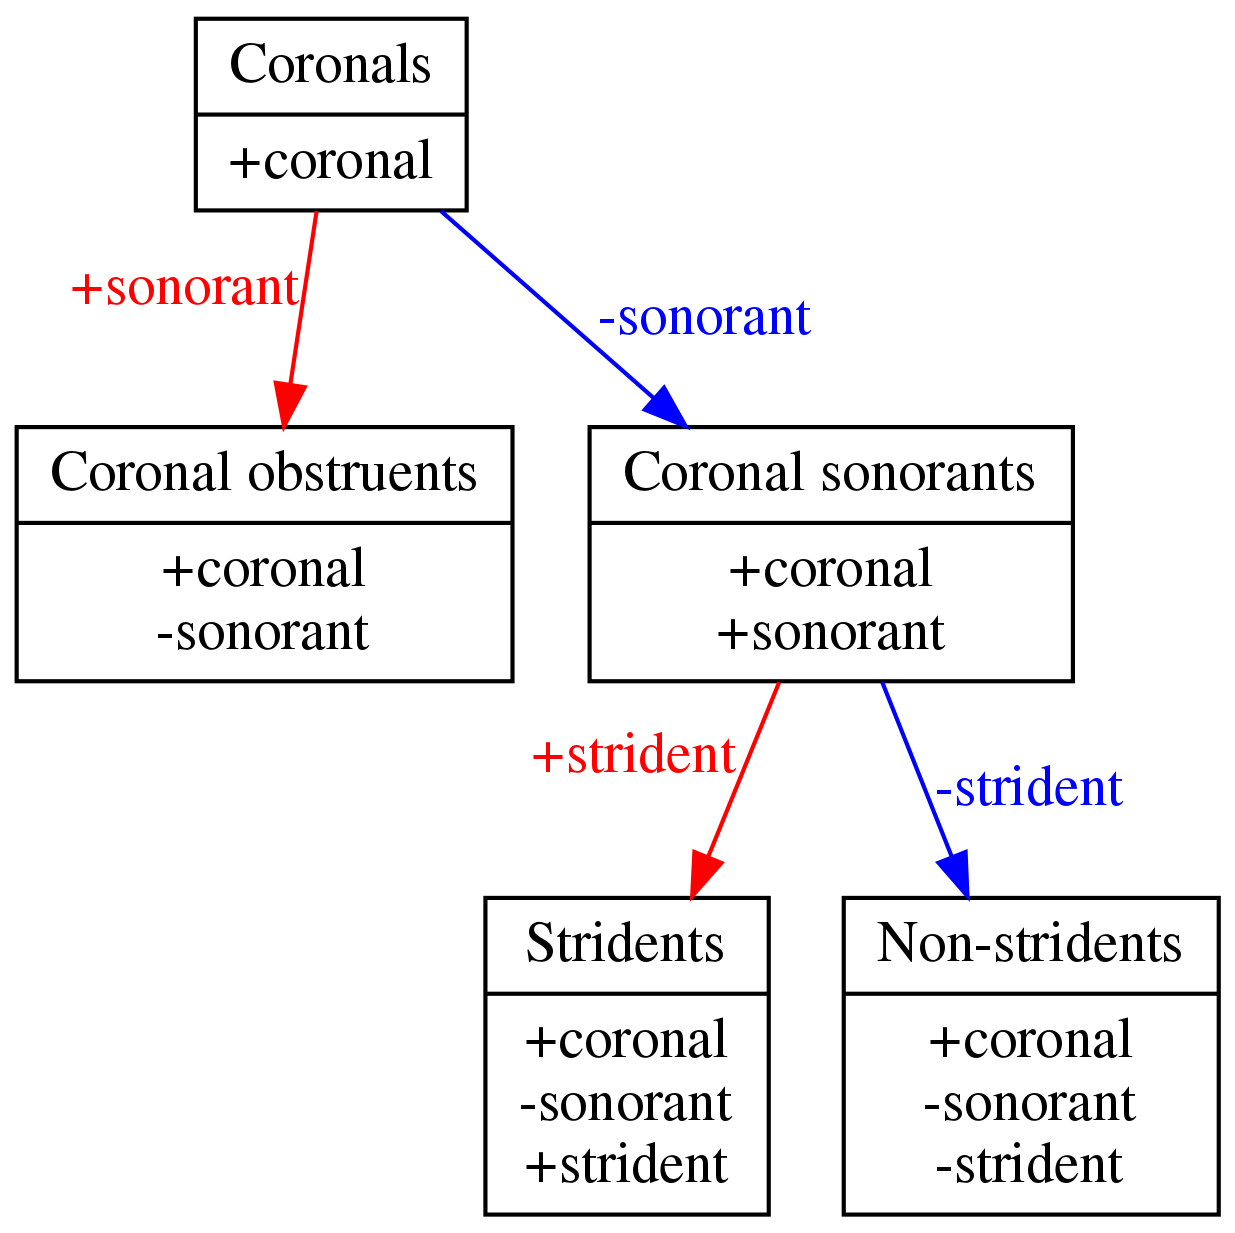 Coronals
+coronal
+sonorant
-sonorant
Coronal obstruents
+coronal
-sonorant
Coronal sonorants
+coronal
+sonorant
+strident
-strident
Stridents
+coronal
-sonorant
+strident
Non-stridents
+coronal
-sonorant
-strident